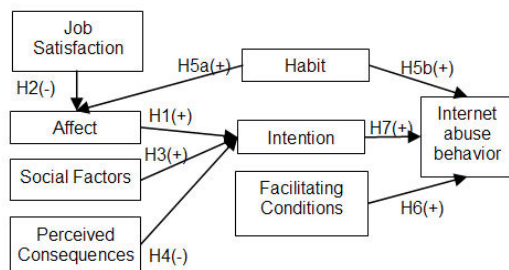 Job
Satisfaction
H5a(+)
Habit
H5b(+)
H2(-)
Affect
H1(+)
Intention
H7(+)
Internet
abuse
behavior
H3(+)
Social Factors
Facilitating
Conditions
H6(+)
Perceived
Consequences
H4(-)